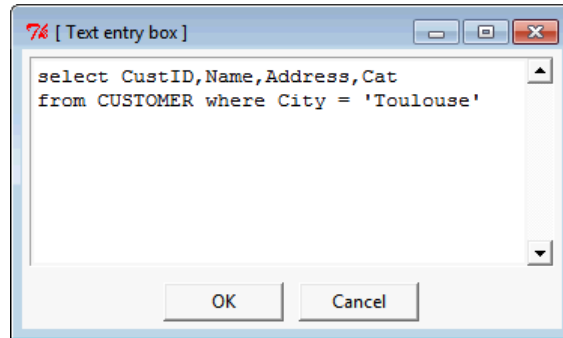 [ Text entry box ]
select CustID,Name,Address,Cat
from CUSTOMER where City = 'Toulouse'
OK Cancel